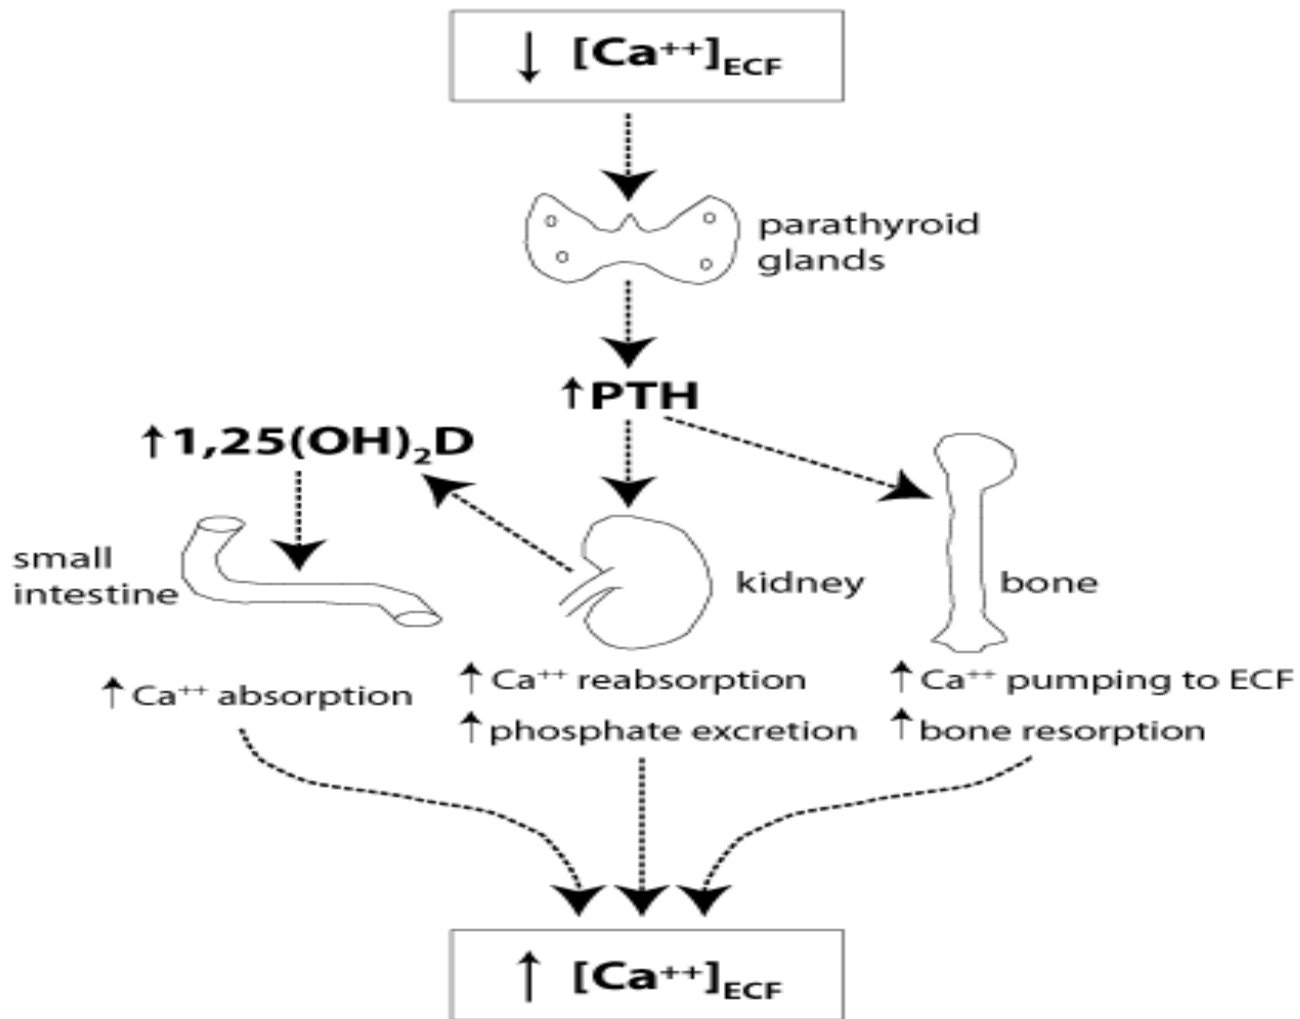 ↓ [Ca⁺⁺]ECF
parathyroid
glands
↑PTH
↑1,25(OH)₂D
small
intestine
kidney
bone
↑Ca⁺⁺ absorption
↑Ca⁺⁺ reabsorption
↑phosphate excretion
↑Ca⁺⁺ pumping to ECF
↑bone resorption
↑ [Ca⁺⁺]ECF